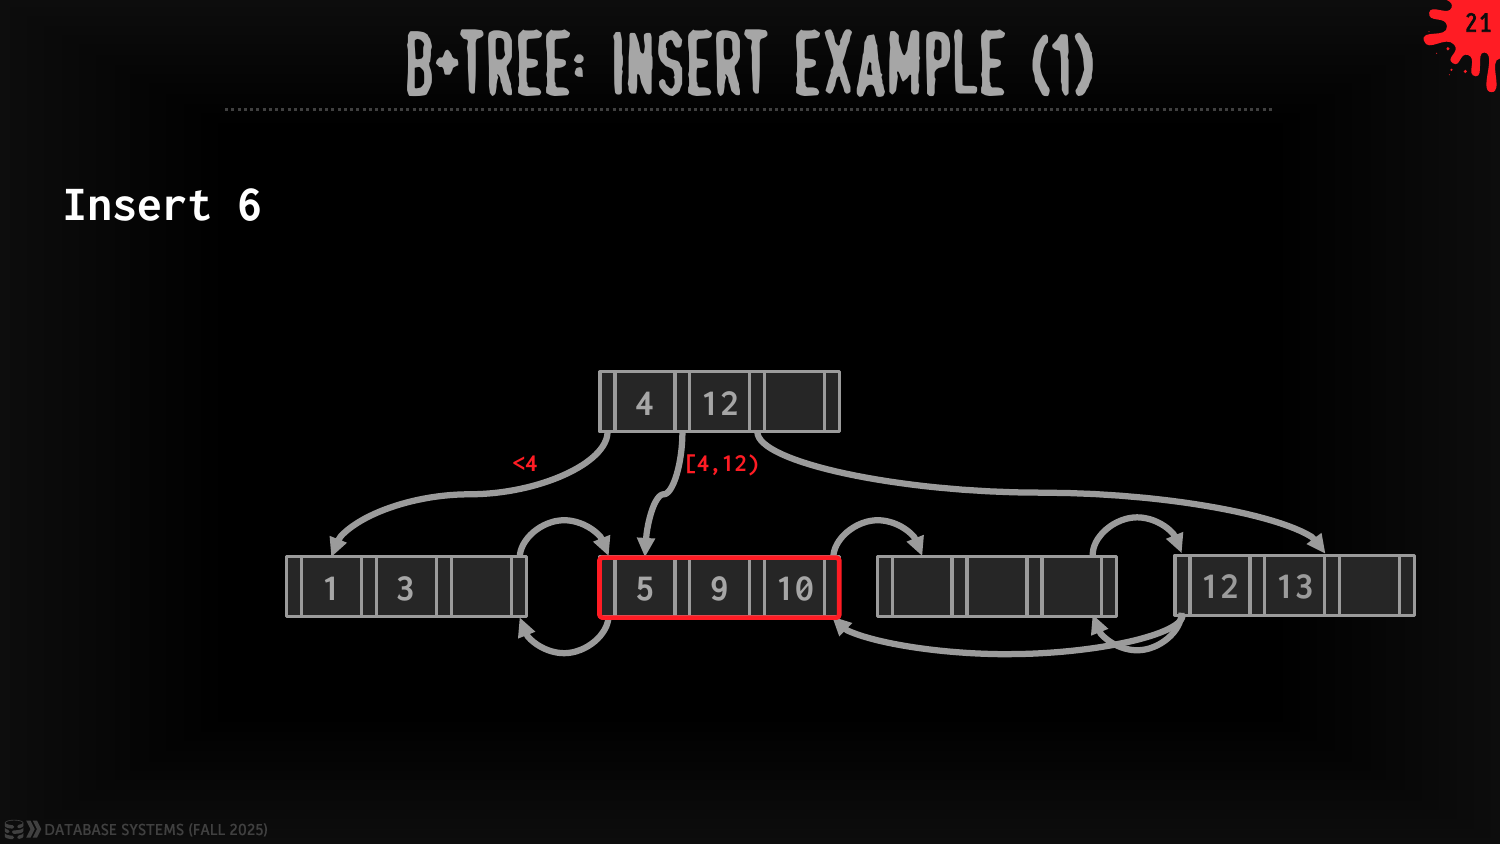 21
B+TREE: INSERT EXAMPLE (1)
Insert 6
4 12
<4 [4,12)
1 3 5 9 10 12 13
DATABASE SYSTEMS (FALL 2025)